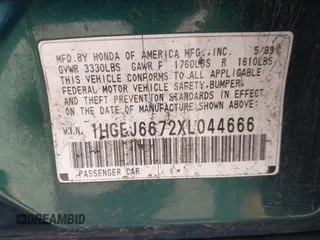 MFD.BY HONDA OF AMERICA MFG.,INC. 5/99
GVWR 3330LBS GAWR F 1760LBS R 1610LBS
THIS VEHICLE CONFORMS TO ALL APPLICABLE
FEDERAL MOTOR VEHICLE SAFETY, BUMPER,
AND THEFT PREVENTION STANDARDS IN EFFECT
ON THE DATE OF MANUFACTURE SHOWN ABOVE.
V.I.N. 1HGEJ6672XL044666
PASSENGER CAR
DREAMBID